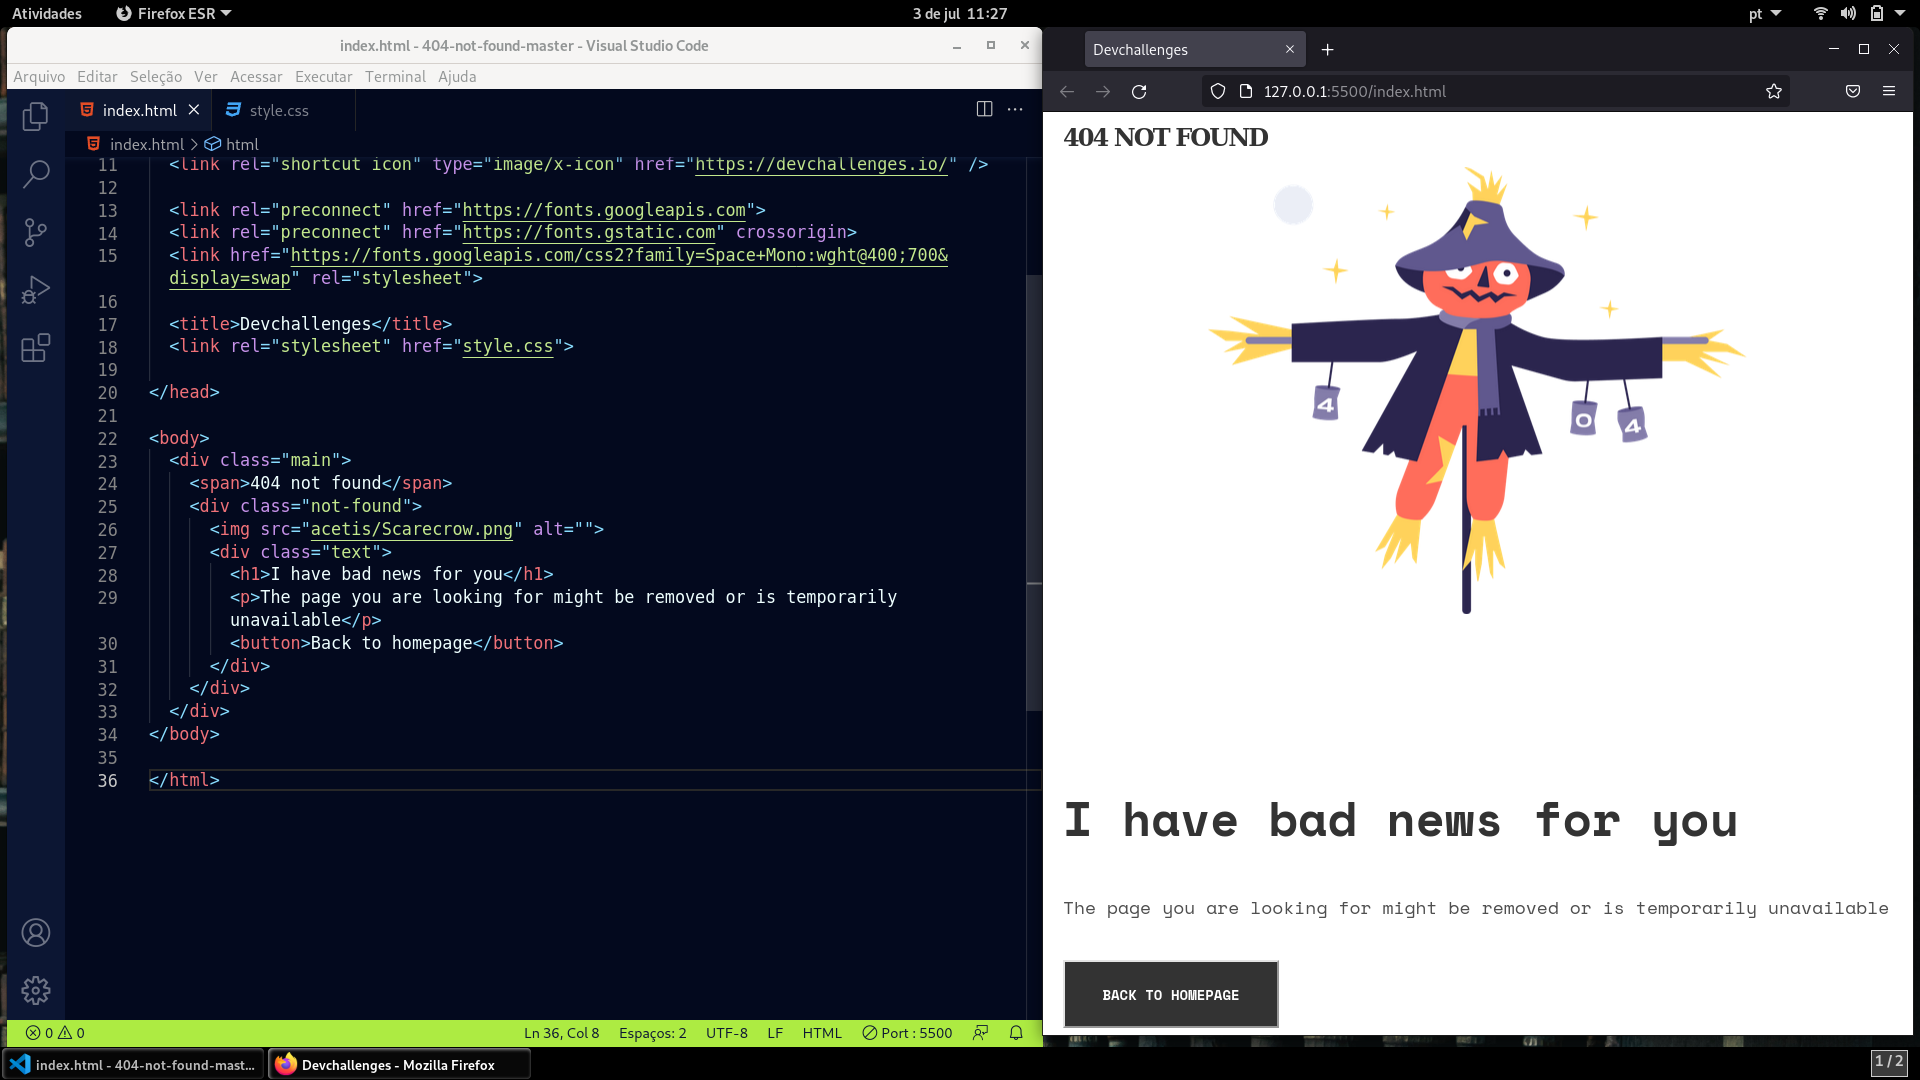 Atividades
Firefox ESR
3 de jul 11:27
pt
index.html - 404-not-found-master - Visual Studio Code
Arquivo Editar Seleção Ver Acessar Executar Terminal Ajuda
index.html
style.css
index.html > html
11 <link rel="shortcut icon" type="image/x-icon" href="https://devchallenges.io/" />
12
13 <link rel="preconnect" href="https://fonts.googleapis.com">
14 <link rel="preconnect" href="https://fonts.gstatic.com" crossorigin>
15 <link href="https://fonts.googleapis.com/css2?family=Space+Mono:wght@400;700&
display=swap" rel="stylesheet">
16
17 <title>Devchallenges</title>
18 <link rel="stylesheet" href="style.css">
19
20 </head>
21
22 <body>
23 <div class="main">
24 <span>404 not found</span>
25 <div class="not-found">
26 <img src="acetis/Scarecrow.png" alt="">
27 <div class="text">
28 <h1>I have bad news for you</h1>
29 <p>The page you are looking for might be removed or is temporarily
unavailable</p>
30 <button>Back to homepage</button>
31 </div>
32 </div>
33 </div>
34 </body>
35
36 </html>
0 0
Ln 36, Col 8 Espaços: 2 UTF-8 LF HTML Port : 5500
Devchallenges
127.0.0.1:5500/index.html
404 NOT FOUND
4
0
4
I have bad news for you
The page you are looking for might be removed or is temporarily unavailable
BACK TO HOMEPAGE
index.html - 404-not-found-mast...
Devchallenges - Mozilla Firefox
1 / 2